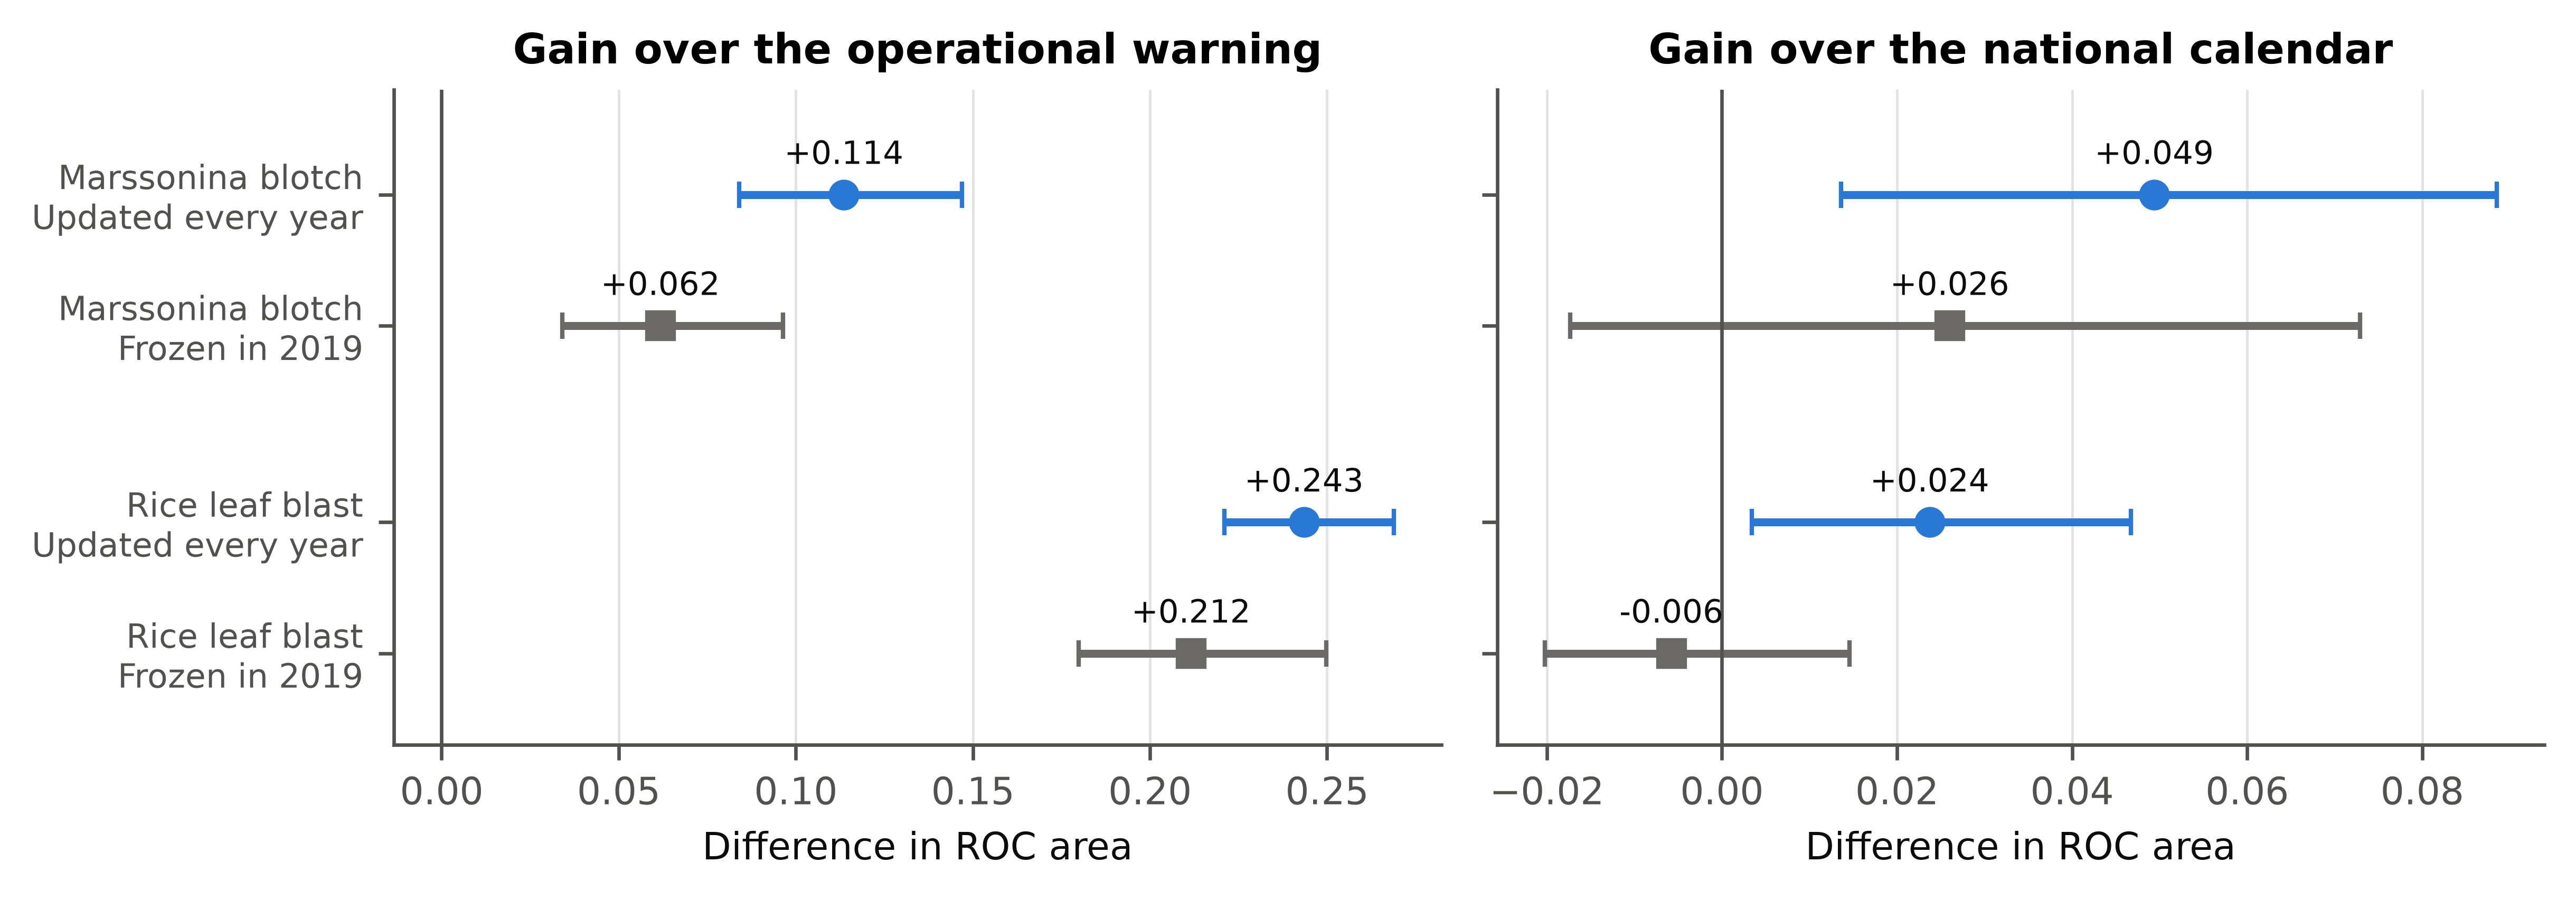 Gain over the operational warning
Gain over the national calendar
Marssonina blotch
Updated every year
+0.114
+0.049
Marssonina blotch
Frozen in 2019
+0.062
+0.026
Rice leaf blast
Updated every year
+0.243
+0.024
Rice leaf blast
Frozen in 2019
+0.212
-0.006
0.00 0.05 0.10 0.15 0.20 0.25
−0.02 0.00 0.02 0.04 0.06 0.08
Difference in ROC area
Difference in ROC area